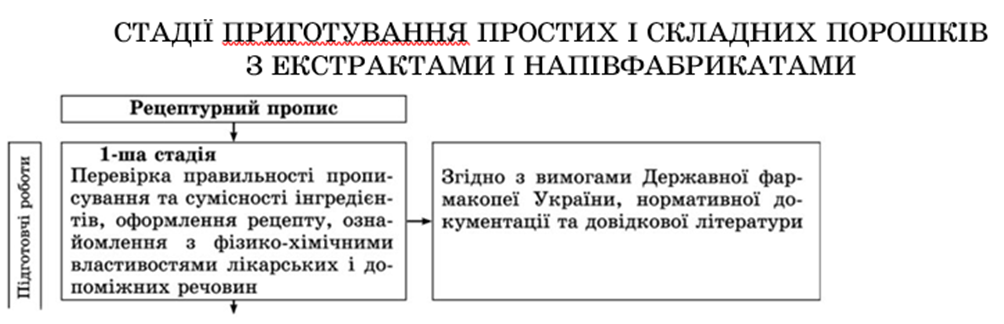 СТАДІЇ ПРИГОТУВАННЯ ПРОСТИХ І СКЛАДНИХ ПОРОШКІВ
З ЕКСТРАКТАМИ І НАПІВФАБРИКАТАМИ
Рецептурний пропис
Підготовчі роботи
1-ша стадія
Перевірка правильності пропи-
сування та сумісності інгредієн-
тів, оформлення рецепту, озна-
йомлення з фізико-хімічними
властивостями лікарських і до-
поміжних речовин
Згідно з вимогами Державної фар-
макопеї України, нормативної до-
кументації та довідкової літератури